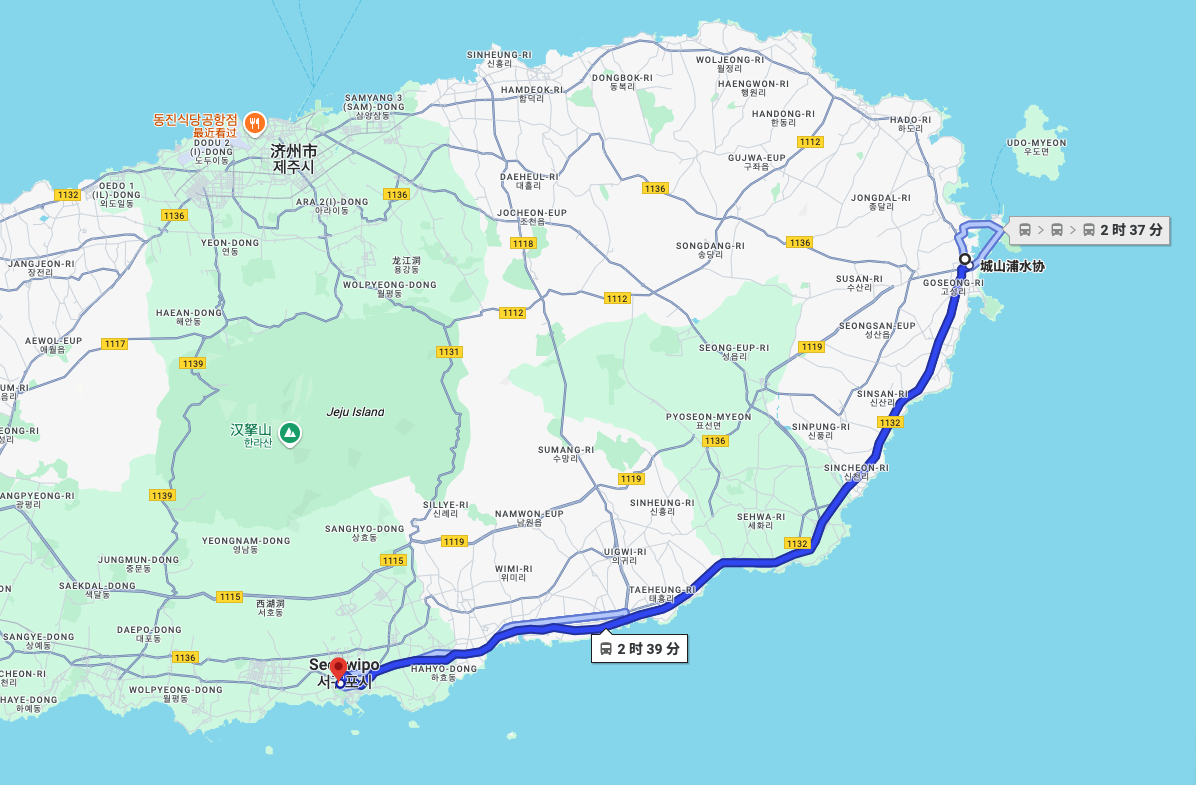 SINHEUNG-RI
신흥리
WOLJEONG-RI
월정리
DONGBOK-RI
동복리
HAENGWON-RI
행원리
HAMDEOK-RI
함덕리
SAMYANG 3
(SAM)-DONG
삼양삼동
HANDONG-RI
한동리
HADO-RI
하도리
동진식당공항점
最近看过
DODU 2
(I)-DONG
도두이동
济州市
제주시
1112
UDO-MYEON
우도면
GUJWA-EUP
구좌읍
DAEHEUL-RI
대흘리
1136
OEDO 1
(IL)-DONG
외도일동
1132
1136
ARA 2(I)-DONG
아라이동
JONGDAL-RI
종달리
1136
JOCHEON-EUP
조천읍
2 时 37 分
YEON-DONG
연동
1118
SONGDANG-RI
송당리
1136
JANGJEON-RI
장전리
龙江洞
용강동
城山浦水协
WOLPYEONG-DONG
월평동
SUSAN-RI
수산리
GOSEONG-RI
고성리
1112
1112
HAEAN-DONG
해안동
SEONGSAN-EUP
성산읍
AEWOL-EUP
애월읍
1117
1131
SEONG-EUP-RI
성읍리
1119
1139
UM-RI
음리
SINSAN-RI
신산리
Jeju Island
PYOSEON-MYEON
표선면
1132
EONG-RI
성리
汉拏山
한라산
SINPUNG-RI
신풍리
1136
SUMANG-RI
수망리
SINCHEON-RI
신천리
1119
ANGPYEONG-RI
광평리
1139
SILLYE-RI
신례리
SINHEUNG-RI
신흥리
NAMWON-EUP
남원읍
SEHWA-RI
세화리
SANGHYO-DONG
상효동
YEONGNAM-DONG
영남동
1119
1132
UIGWI-RI
의귀리
JUNGMUN-DONG
중문동
1115
WIMI-RI
위미리
SAEKDAL-DONG
색달동
ON
TAEHEUNG-RI
태흥리
1115
西湖洞
서호동
DAEPO-DONG
대포동
SANGYE-DONG
상예동
2 时 39 分
1136
Seogwipo
서귀포시
HAHYO-DONG
하효동
CHEON-RI
천리
WOLPYEONG-DONG
월평동
HAYE-DONG
하예동